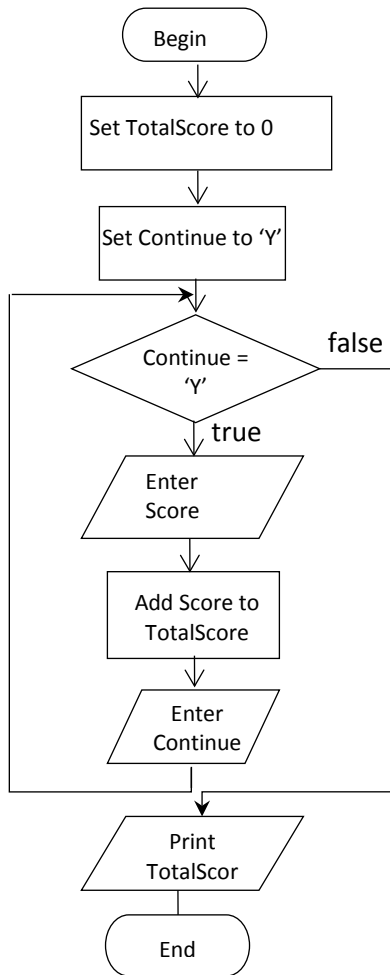 Begin
Set TotalScore to 0
Set Continue to ‘Y’
Continue =
‘Y’
false
true
Enter
Score
Add Score to
TotalScore
Enter
Continue
Print
TotalScor
End